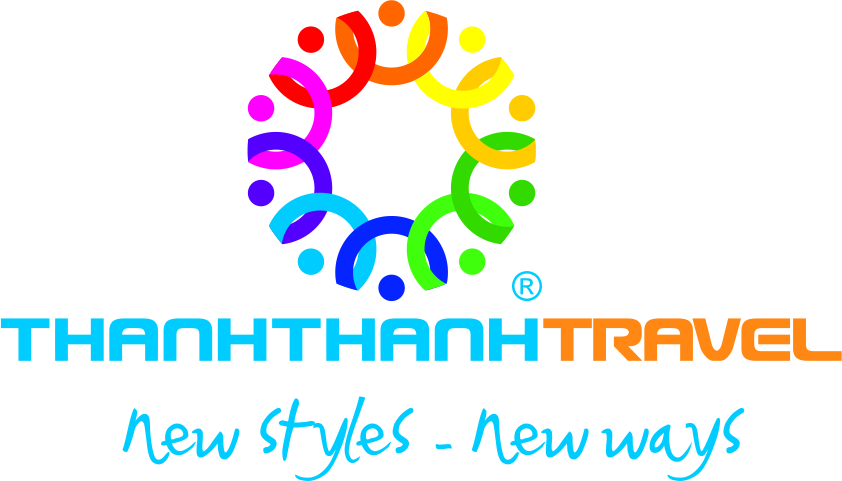 ®
THANHTHANHTRAVEL
new styles - new ways